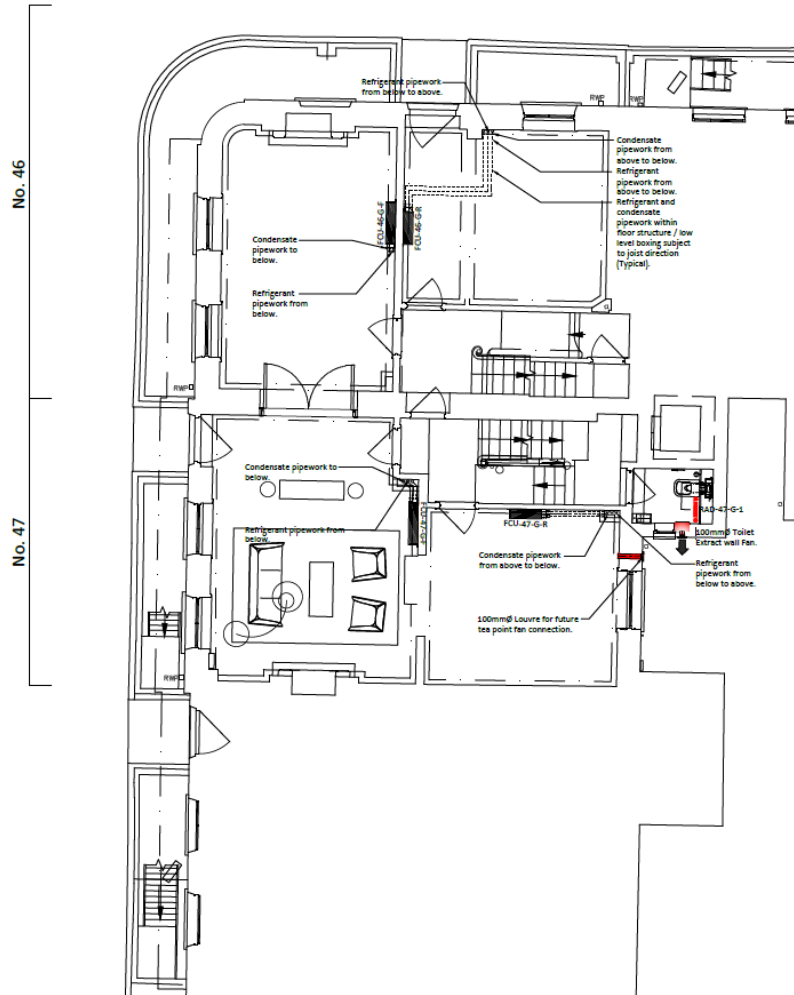 Refrigerant pipework
from below to above.
RWP
RWP
No. 46
Condensate
pipework from
above to below.
Refrigerant
pipework from
above to below.
Refrigerant and
condensate
pipework within
floor structure / low
level boxing subject
to joist direction
(Typical).
FCU-46-G-F
FCU-46-G-R
Condensate
pipework to
below.
Refrigerant
pipework from
below.
RWP
No. 47
Condensate pipework to
below.
Refrigerant pipework from
below.
FCU-47-G-F
FCU-47-G-R
RAD-47-G-1
100mmØ Toilet
Extract wall Fan.
Condensate pipework
from above to below.
Refrigerant
pipework from
below to above.
100mmØ Louvre for future
tea point fan connection.
RWP